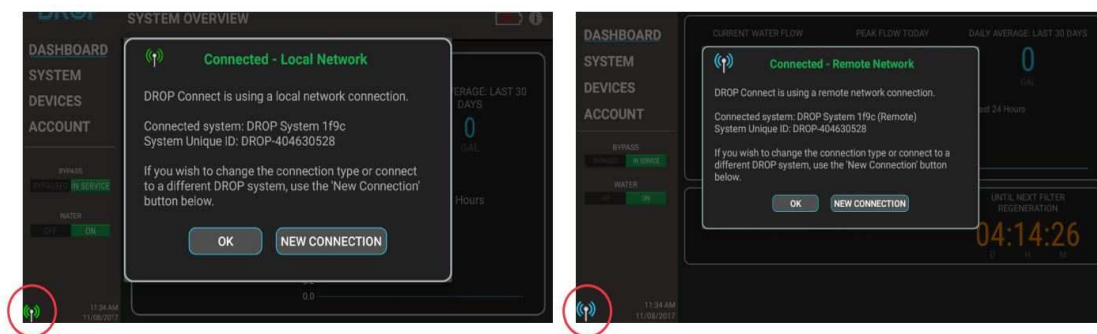 DROP
SYSTEM OVERVIEW
DASHBOARD
SYSTEM
DEVICES
ACCOUNT
BYPASS
BYPASSED IN SERVICE
WATER
OFF ON
11:34 AM
11/08/2017
Connected - Local Network
DROP Connect is using a local network connection.
Connected system: DROP System 1f9c
System Unique ID: DROP-404630528
If you wish to change the connection type or connect
to a different DROP system, use the 'New Connection'
button below.
OK NEW CONNECTION
ERAGE: LAST 30
DAYS
0
GAL
Hours
0.0
DASHBOARD
SYSTEM
DEVICES
ACCOUNT
BYPASS
BYPASSED IN SERVICE
WATER
ON
11:34 AM
11/08/2017
CURRENT WATER FLOW
PEAK FLOW TODAY
DAILY AVERAGE: LAST 30 DAYS
0
GAL
ast 24 Hours
Connected - Remote Network
DROP Connect is using a remote network connection.
Connected system: DROP System 1f9c (Remote)
System Unique ID: DROP-404630528
If you wish to change the connection type or connect to a
different DROP system, use the 'New Connection' button
below.
OK NEW CONNECTION
UNTIL NEXT FILTER
REGENERATION
04:14:26
D H M